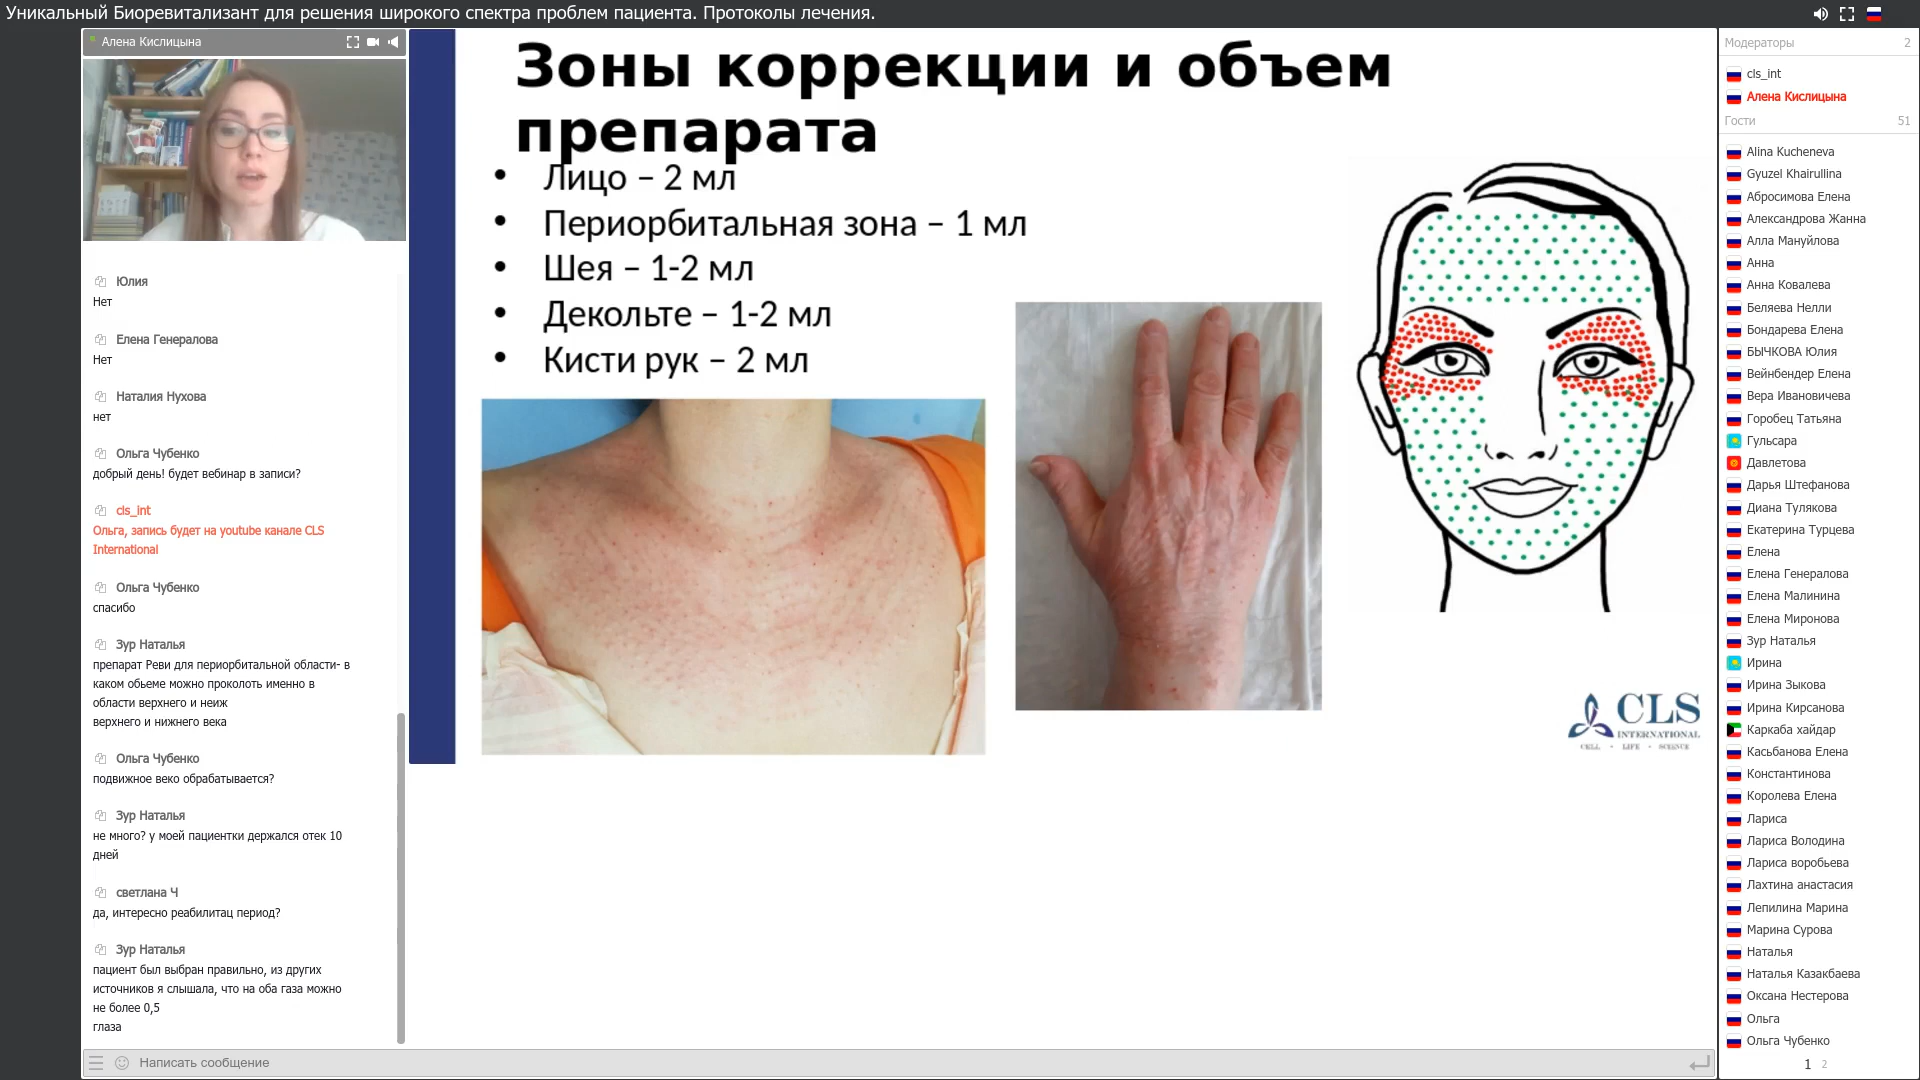 Уникальный Биоревитализант для решения широкого спектра проблем пациента. Протоколы лечения.
Алена Кислицына
Юлия
Нет
Елена Генералова
Нет
Наталия Нухова
нет
Ольга Чубенко
добрый день! будет вебинар в записи?
cls_int
Ольга, запись будет на youtube канале CLS
International
Ольга Чубенко
спасибо
Зур Наталья
препарат Реви для периорбитальной области- в
каком обьеме можно проколоть именно в
области верхнего и неиж
верхнего и нижнего века
Ольга Чубенко
подвижное веко обрабатывается?
Зур Наталья
не много? у моей пациентки держался отек 10
дней
светлана Ч
да, интересно реабилитац период?
Зур Наталья
пациент был выбран правильно, из других
источников я слышала, что на оба газа можно
не более 0,5
глаза
Написать сообщение
Зоны коррекции и объем
препарата
• Лицо – 2 мл
• Периорбитальная зона – 1 мл
• Шея – 1-2 мл
• Декольте – 1-2 мл
• Кисти рук – 2 мл
CLS
INTERNATIONAL
CELL • LIFE • SCIENCE
Модераторы 2
cls_int
Алена Кислицына
Гости 51
Alina Kucheneva
Gyuzel Khairullina
Абросимова Елена
Александрова Жанна
Алла Мануйлова
Анна
Анна Ковалева
Беляева Нелли
Бондарева Елена
БЫЧКОВА Юлия
Вейнбендер Елена
Вера Ивановичева
Горобец Татьяна
Гульсара
Давлетова
Дарья Штефанова
Диана Тулякова
Екатерина Турцева
Елена
Елена Генералова
Елена Малинина
Елена Миронова
Зур Наталья
Ирина
Ирина Зыкова
Ирина Кирсанова
Каркаба хайдар
Касьбанова Елена
Константинова
Королева Елена
Лариса
Лариса Володина
Лариса воробьева
Лахтина анастасия
Лепилина Марина
Марина Сурова
Наталья
Наталья Казакбаева
Оксана Нестерова
Ольга
Ольга Чубенко
1 2